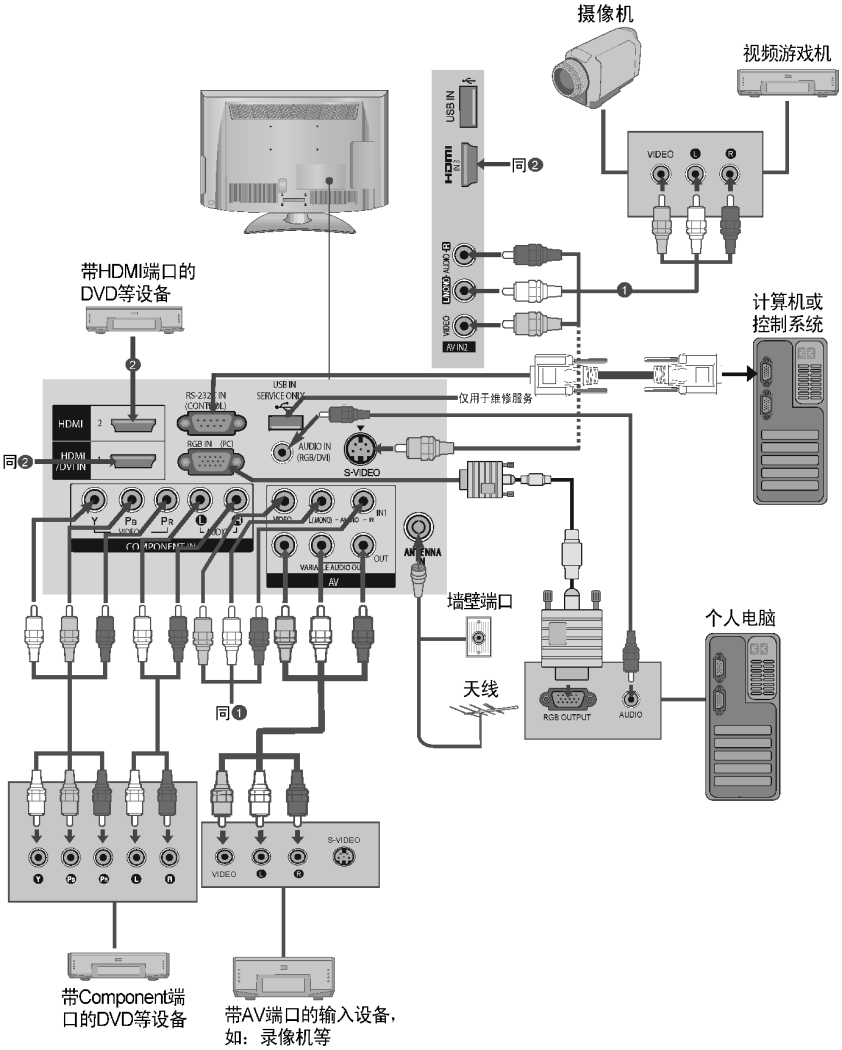 摄像机
视频游戏机
USB IN
HDMI
IN 3
同❷
VIDEO
L
R
AUDIO
R
L/MONO
VIDEO
AV IN2
❶
带HDMI端口的
DVD等设备
❷
计算机或
控制系统
RS-232C IN
(CONTROL)
USB IN
SERVICE ONLY
仅用于维修服务
HDMI
2
RGB IN (PC)
AUDIO IN
(RGB/DVI)
S-VIDEO
同❷
HDMI
/DVI IN
1
Y
PB
PR
L
R
VIDEO
AUDIO
COMPONENT IN
VIDEO
L(MONO) - AUDIO - R
IN1
OUT
VARIABLE AUDIO OUT
AV
ANTENNA
IN
墙壁端口
个人电脑
天线
同❶
RGB OUTPUT
AUDIO
Y
PB
PR
L
R
S-VIDEO
VIDEO
L
R
带Component端
口的DVD等设备
带AV端口的输入设备,
如：录像机等